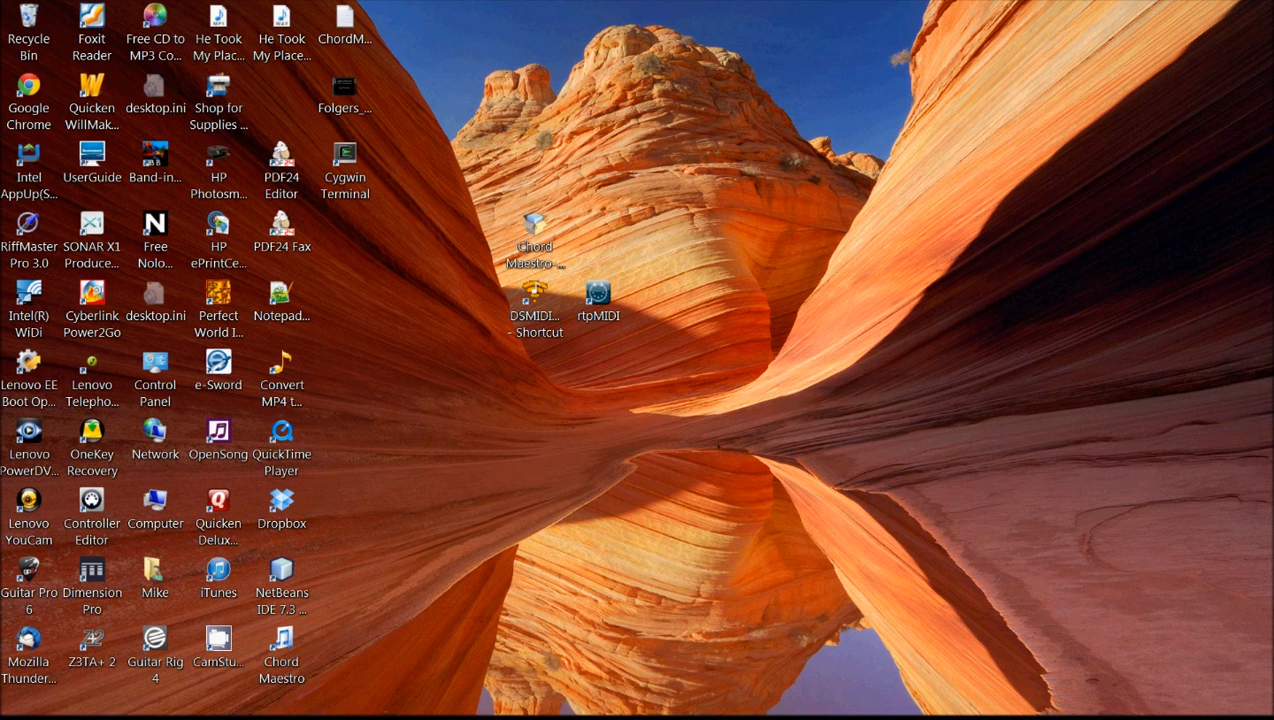 Recycle
Bin
Foxit
Reader
Free CD to
MP3 Co...
He Took
My Plac...
He Took
My Place...
ChordM...
Google
Chrome
Quicken
WillMak...
desktop.ini
Shop for
Supplies ...
Folgers_...
Intel
AppUp(S...
UserGuide
Band-in...
HP
Photosm...
PDF24
Editor
Cygwin
Terminal
RiffMaster
Pro 3.0
SONAR X1
Produce...
Free
Nolo...
HP
ePrintCe...
PDF24 Fax
Chord
Maestro-...
Intel(R)
WiDi
Cyberlink
Power2Go
desktop.ini
Perfect
World I...
Notepad...
DSMIDI...
- Shortcut
rtpMIDI
Lenovo EE
Boot Op...
Lenovo
Telepho...
Control
Panel
e-Sword
Convert
MP4 t...
Lenovo
PowerDV...
OneKey
Recovery
Network
OpenSong
QuickTime
Player
Lenovo
YouCam
Controller
Editor
Computer
Quicken
Delux...
Dropbox
Guitar Pro
6
Dimension
Pro
Mike
iTunes
NetBeans
IDE 7.3 ...
Mozilla
Thunder...
Z3TA+ 2
Guitar Rig
4
CamStu...
Chord
Maestro